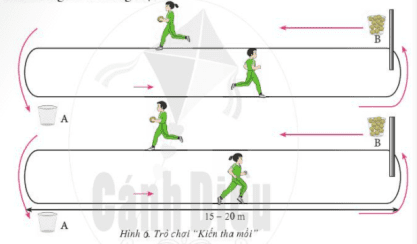 B
A
B
Cánh Diều
15 – 20 m
A
Hình 6. Trò chơi "Kiến tha mồi"